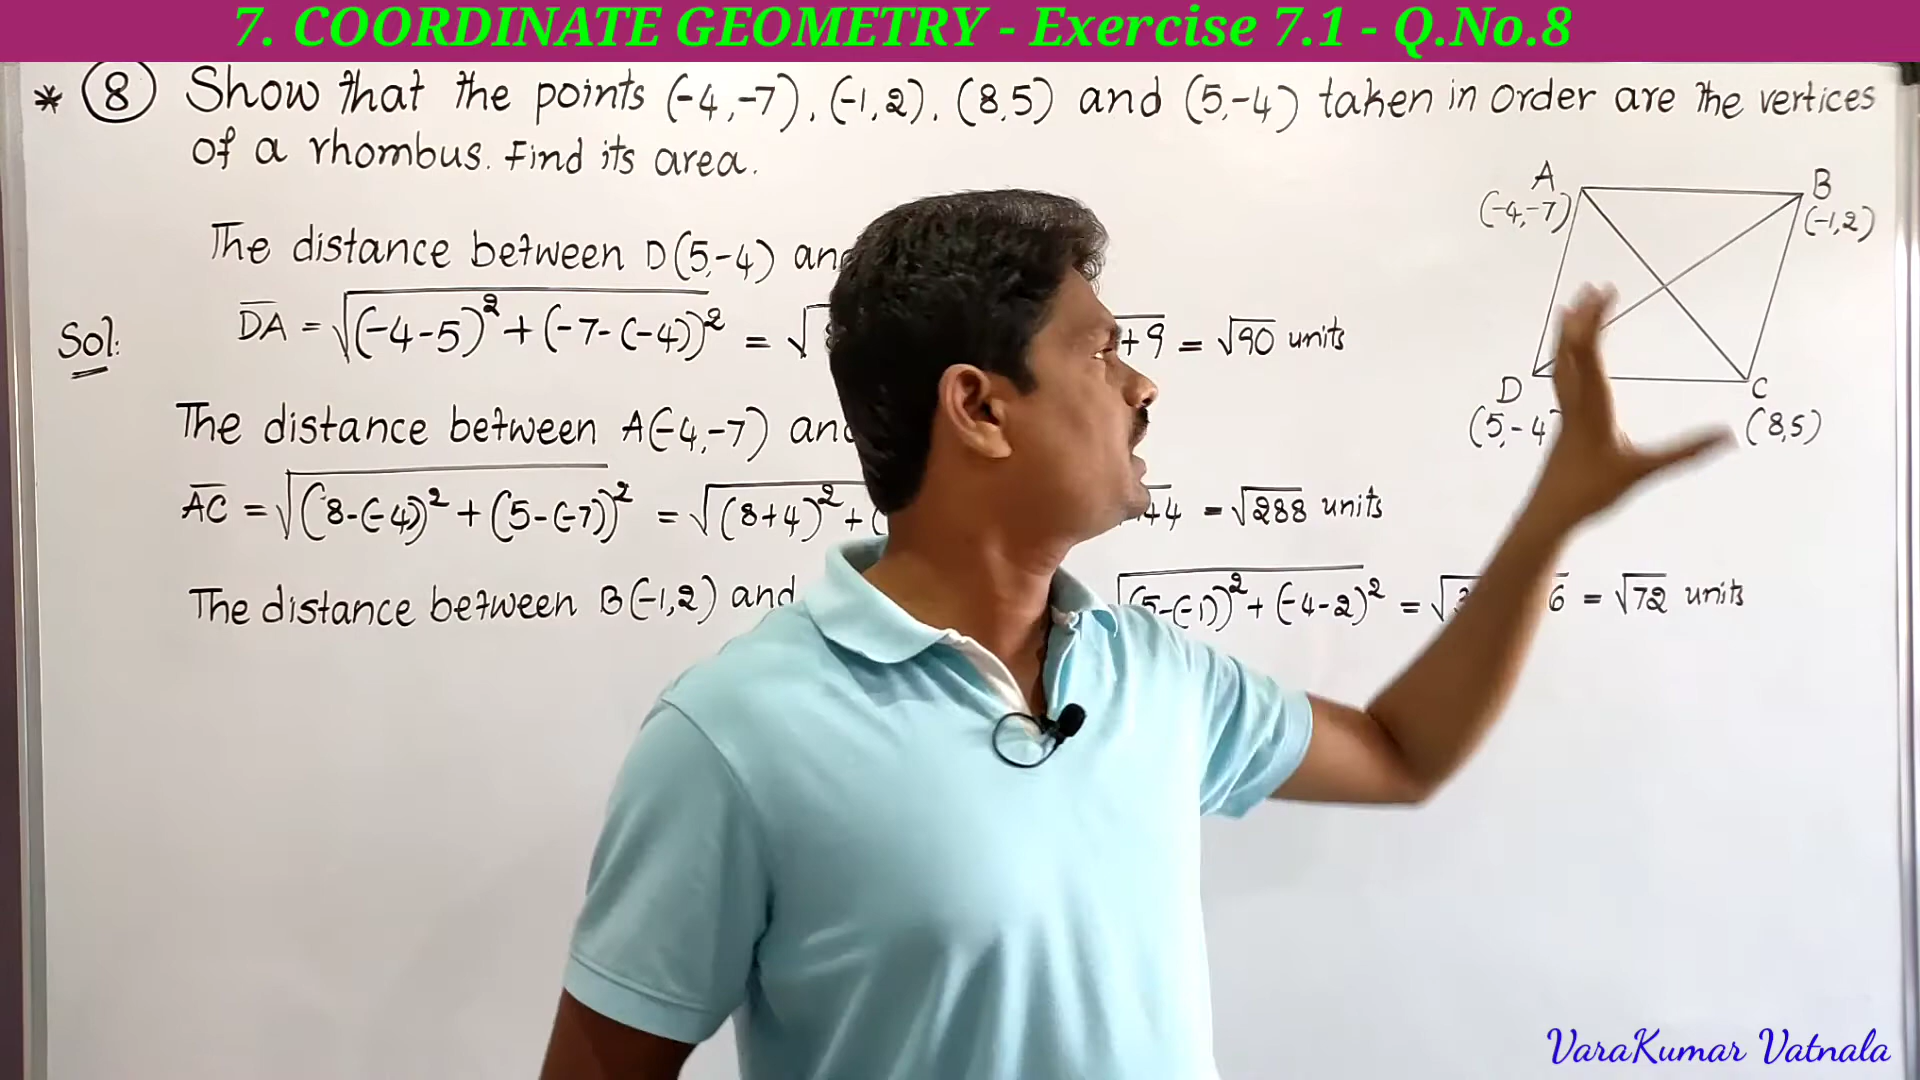 7. COORDINATE GEOMETRY - Exercise 7.1 - Q.No.8
* 8 Show that the points (-4,-7), (-1,2), (8,5) and (5,-4) taken in order are the vertices
of a rhombus. Find its area.
A
(-4,-7)
B
(-1,2)
D
(5,-4
C
(8,5)
The distance between D(5,-4)
Sol:
DA = √(-4-5)² + (-7-(-4))² = √ +9 = √90 units
The distance between A(-4,-7)
AC = √(8-(-4))² + (5-(-7))² = √(8+4)² + ( +4 = √288 units
The distance between B(-1,2) and √(5-(-1))² + (-4-2)² = √3 6 = √72 units
VaraKumar Vatnala